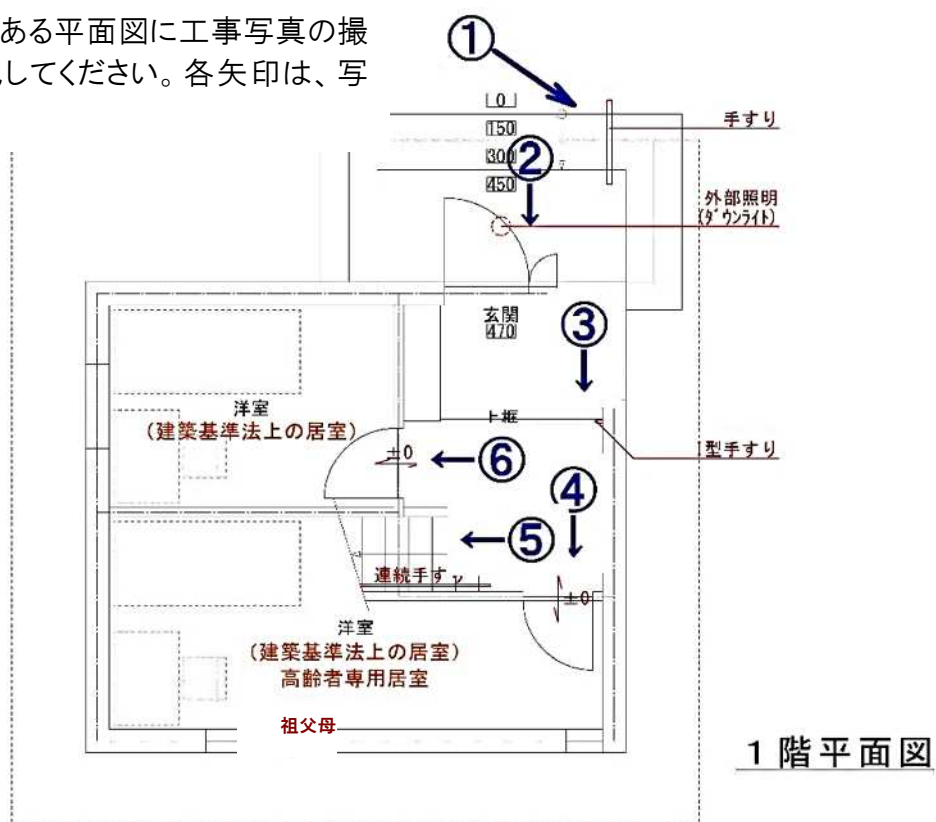 ある平面図に工事写真の撮
してください。各矢印は、写
①
0
手すり
150
300
②
450
外部照明
(ダウンライト)
玄関
470
③
洋室
(建築基準法上の居室)
上框
I型手すり
±0
⑥
④
⑤
連続手すり
±0
洋室
(建築基準法上の居室)
高齢者専用居室
祖父母
1階平面図